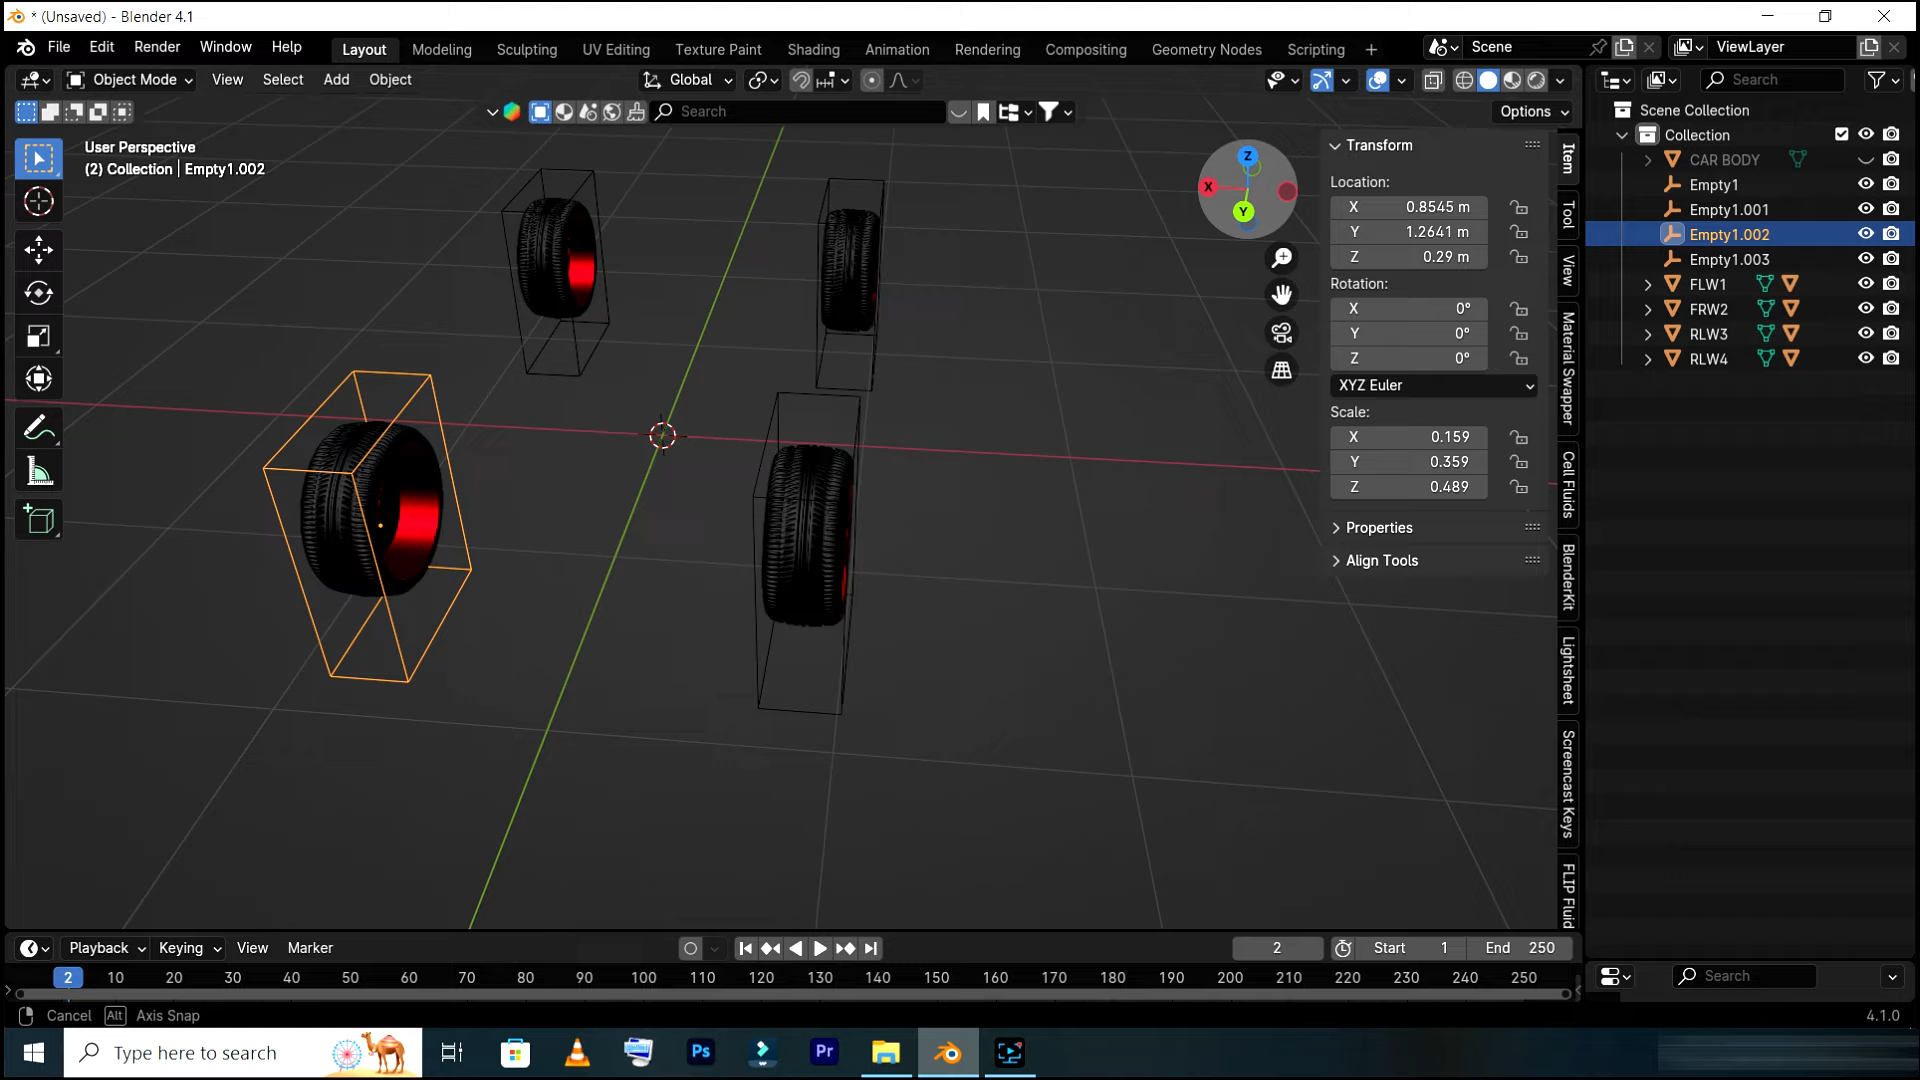 * (Unsaved) - Blender 4.1
File Edit Render Window Help
Layout Modeling Sculpting UV Editing Texture Paint Shading Animation Rendering Compositing Geometry Nodes Scripting +
Scene
ViewLayer
Object Mode View Select Add Object
Global
Search
Search
Options
User Perspective
(2) Collection | Empty1.002
Z
X
Y
Transform
Location:
X 0.8545 m
Y 1.2641 m
Z 0.29 m
Rotation:
X 0°
Y 0°
Z 0°
XYZ Euler
Scale:
X 0.159
Y 0.359
Z 0.489
Properties
Align Tools
Item
Tool
View
Material Swapper
Cell Fluids
BlenderKit
Lightsheet
Screencast Keys
FLIP Fluid
Scene Collection
Collection
CAR BODY
Empty1
Empty1.001
Empty1.002
Empty1.003
FLW1
FRW2
RLW3
RLW4
Playback Keying View Marker
2
Start 1
End 250
2 10 20 30 40 50 60 70 80 90 100 110 120 130 140 150 160 170 180 190 200 210 220 230 240 250
Search
Cancel Alt Axis Snap
4.1.0
Type here to search
Ps
Pr